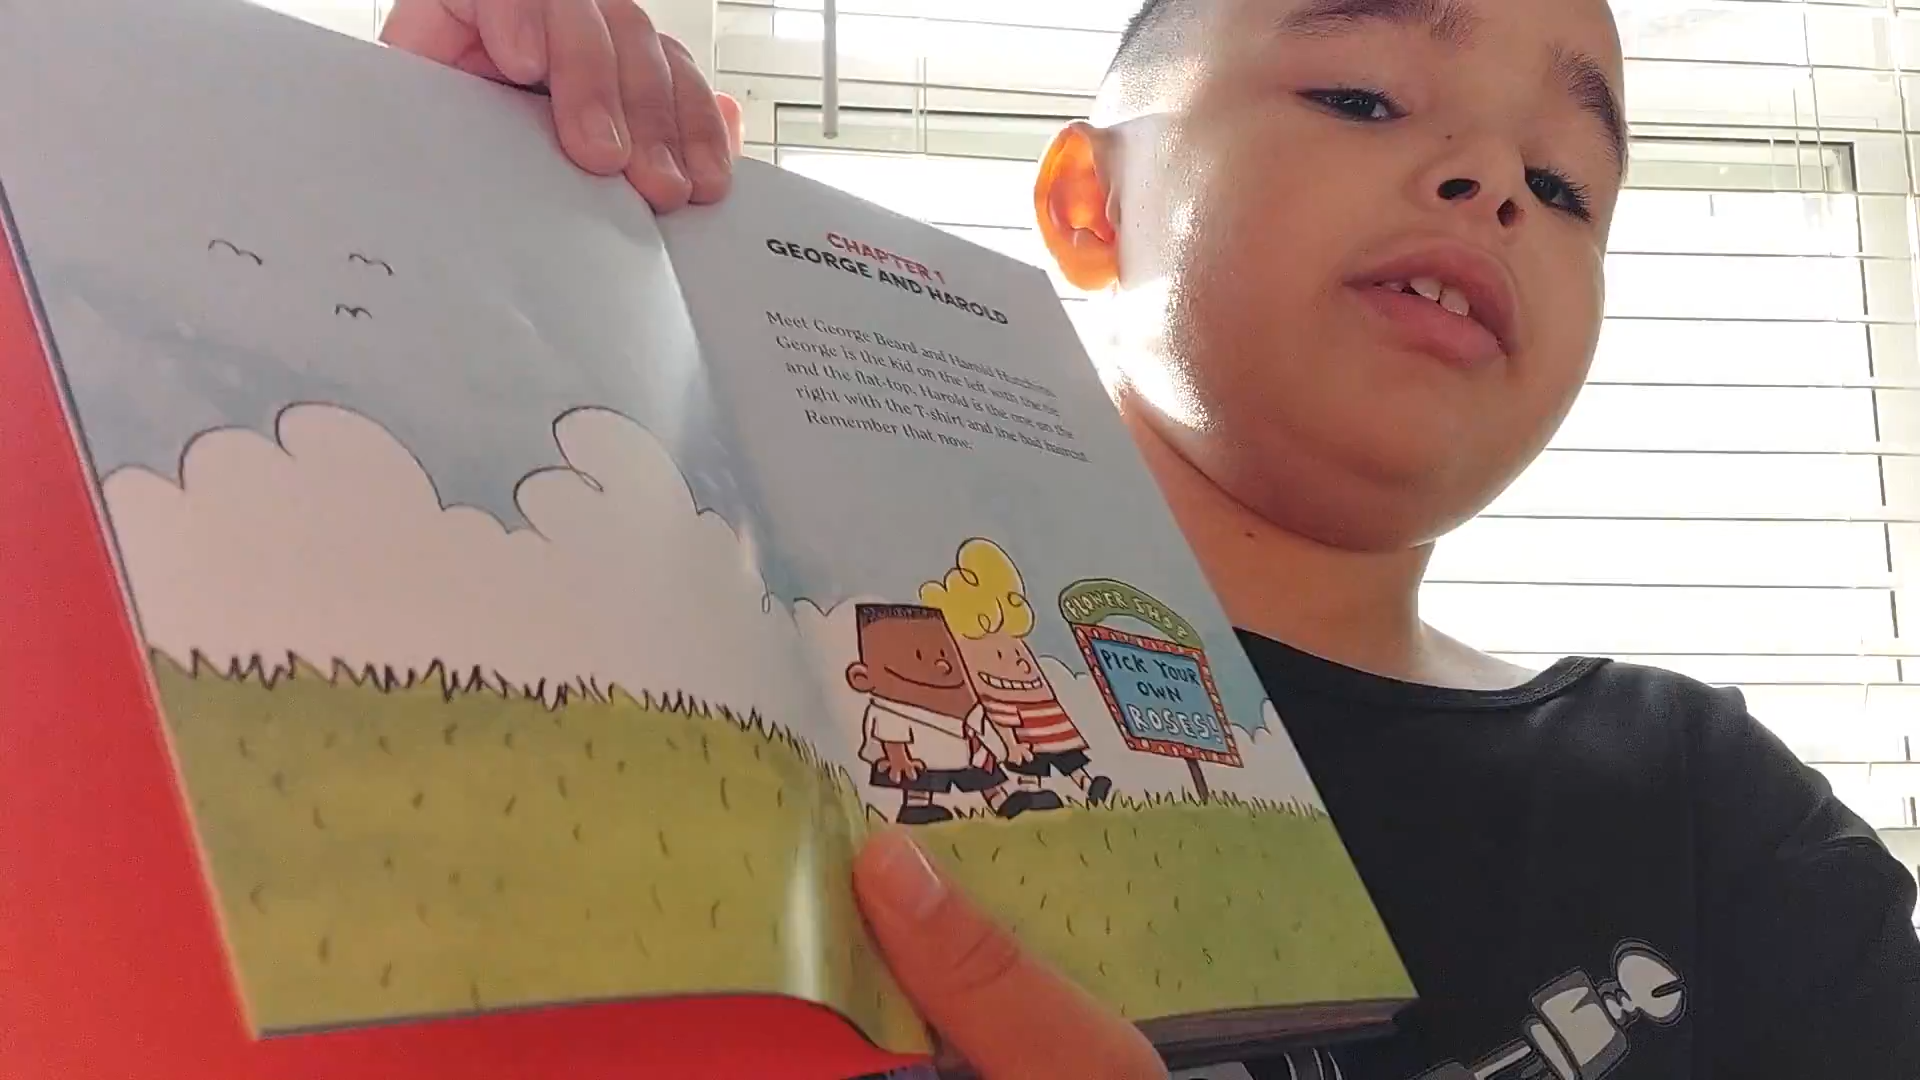 CHAPTER 1
GEORGE AND HAROLD
Meet George Beard and Harold Hutchins.
George is the kid on the left with the tie
and the flat-top. Harold is the one on the
right with the T-shirt and the bad haircut.
Remember that now.
FLOWER SHOP
PICK YOUR
OWN
ROSES!
5